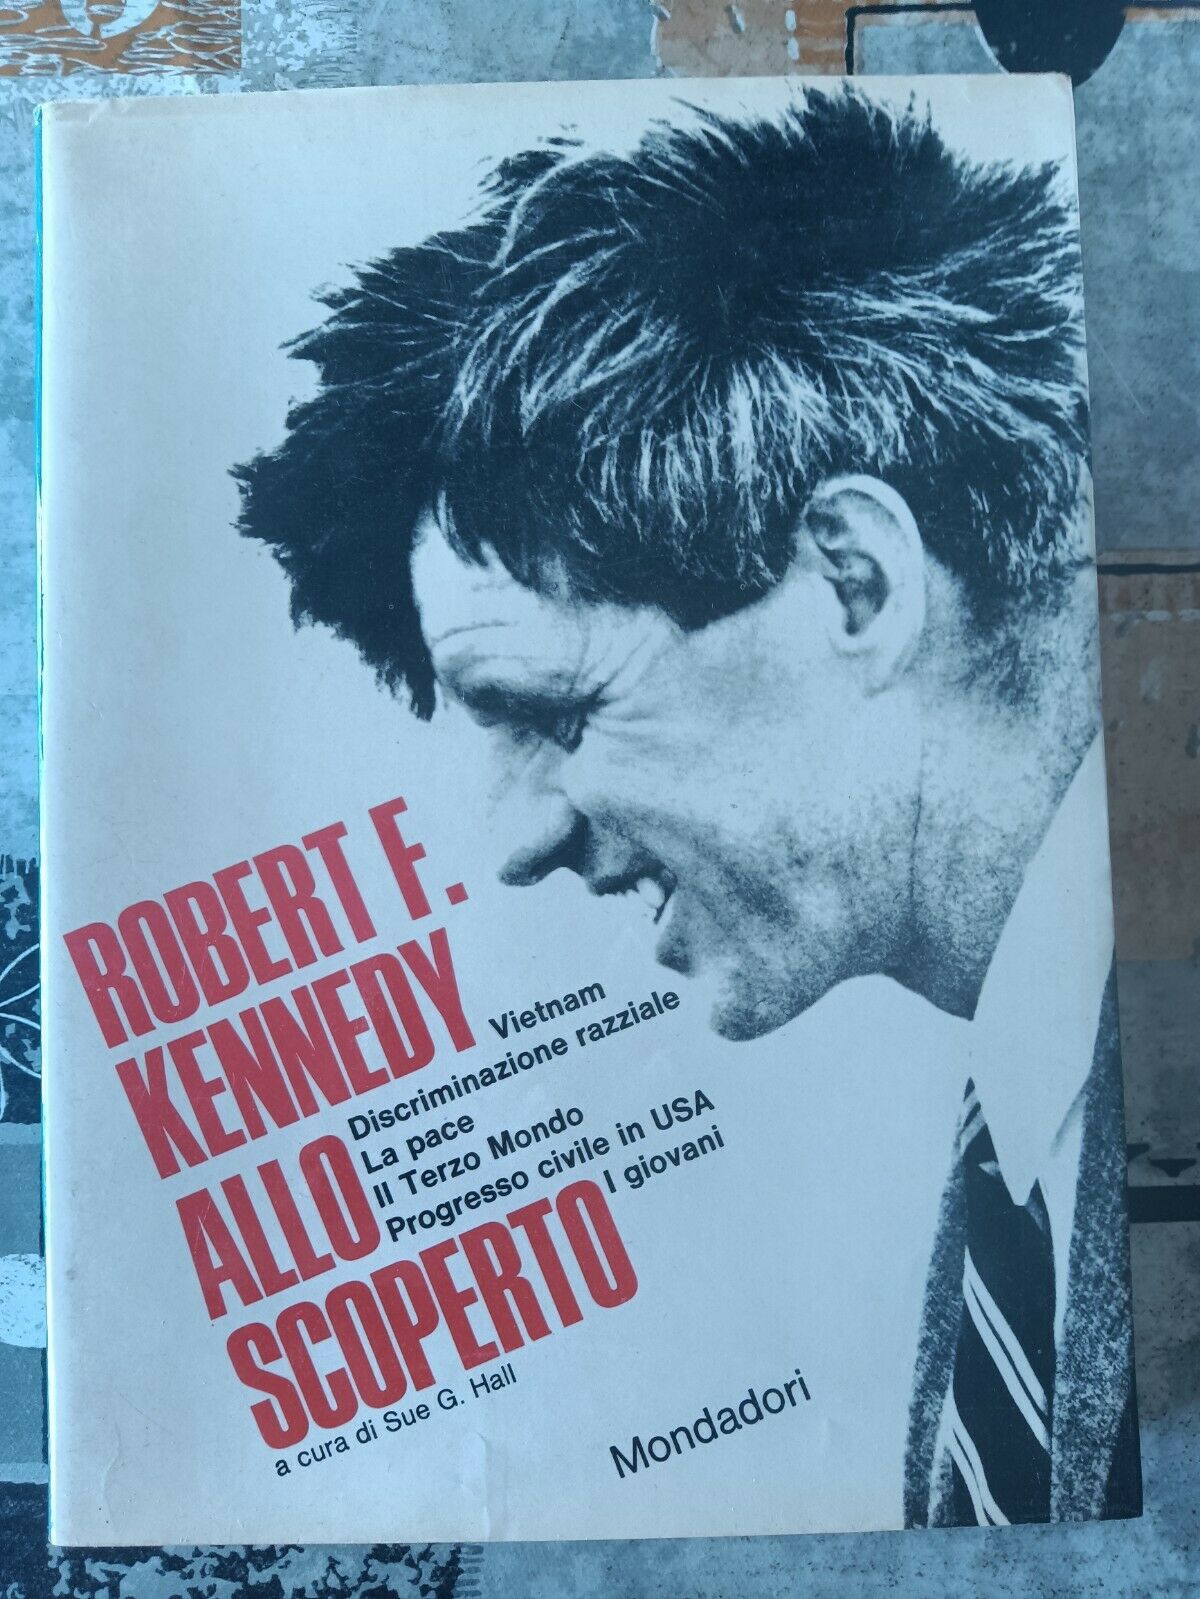 ROBERT F.
KENNEDY
ALLO
SCOPERTO
Vietnam
Discriminazione razziale
La pace
Il Terzo Mondo
Progresso civile in USA
I giovani
a cura di Sue G. Hall
Mondadori